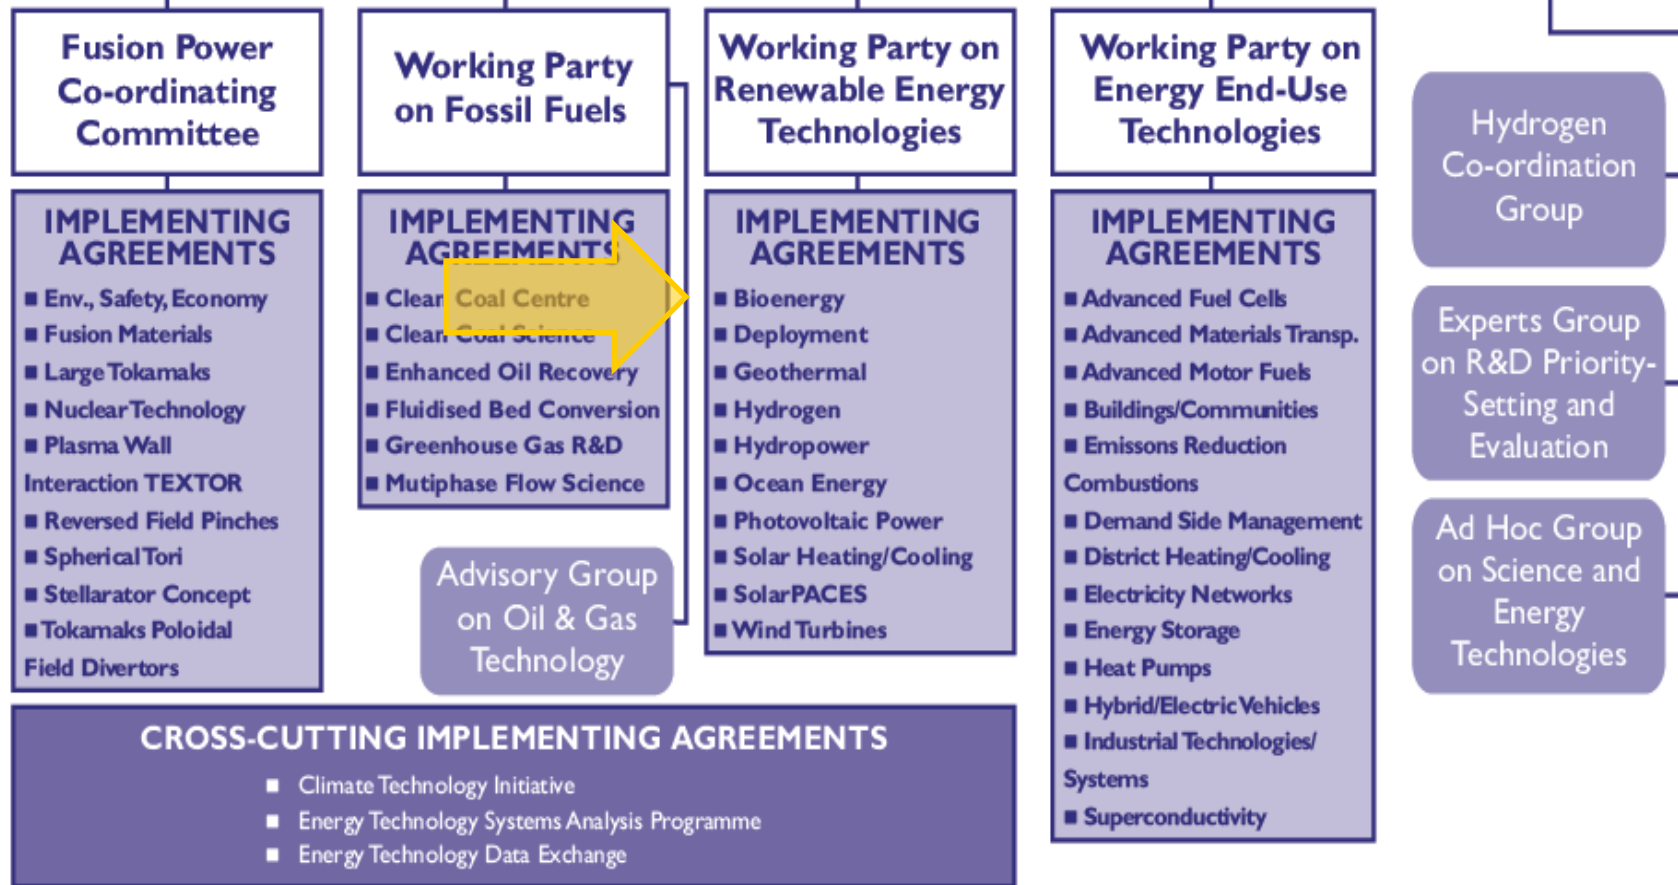 Fusion Power
Co-ordinating
Committee
IMPLEMENTING
AGREEMENTS
Env., Safety, Economy
Fusion Materials
Large Tokamaks
Nuclear Technology
Plasma Wall
Interaction TEXTOR
Reversed Field Pinches
Spherical Tori
Stellarator Concept
Tokamaks Poloidal
Field Divertors
Working Party
on Fossil Fuels
IMPLEMENTING
AGREEMENTS
Clean Coal Centre
Clean Coal Science
Enhanced Oil Recovery
Fluidised Bed Conversion
Greenhouse Gas R&D
Mutiphase Flow Science
Advisory Group
on Oil & Gas
Technology
Working Party on
Renewable Energy
Technologies
IMPLEMENTING
AGREEMENTS
Bioenergy
Deployment
Geothermal
Hydrogen
Hydropower
Ocean Energy
Photovoltaic Power
Solar Heating/Cooling
SolarPACES
Wind Turbines
Working Party on
Energy End-Use
Technologies
IMPLEMENTING
AGREEMENTS
Advanced Fuel Cells
Advanced Materials Transp.
Advanced Motor Fuels
Buildings/Communities
Emissons Reduction
Combustions
Demand Side Management
District Heating/Cooling
Electricity Networks
Energy Storage
Heat Pumps
Hybrid/Electric Vehicles
Industrial Technologies/
Systems
Superconductivity
Hydrogen
Co-ordination
Group
Experts Group
on R&D Priority-
Setting and
Evaluation
Ad Hoc Group
on Science and
Energy
Technologies
CROSS-CUTTING IMPLEMENTING AGREEMENTS
Climate Technology Initiative
Energy Technology Systems Analysis Programme
Energy Technology Data Exchange